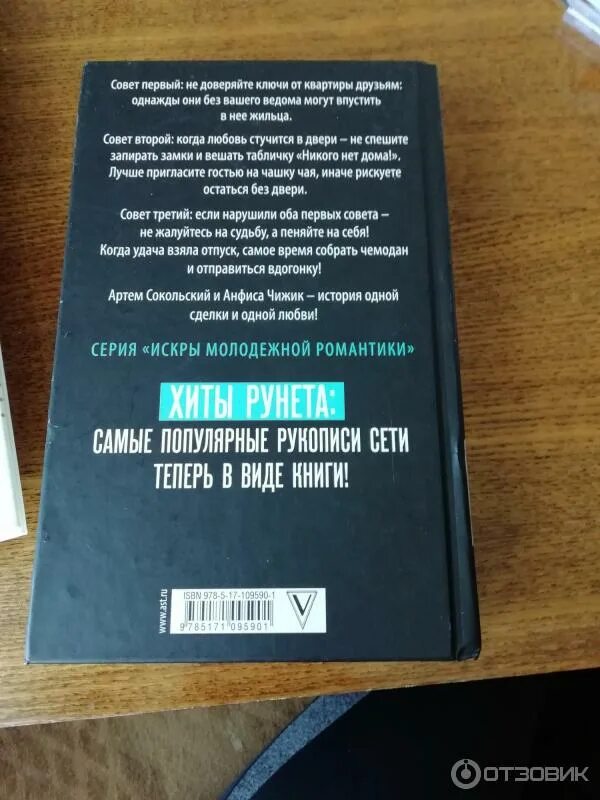 Совет первый: не доверяйте ключи от квартиры друзьям:
однажды они без вашего ведома могут впустить
в нее жильца.
Совет второй: когда любовь стучится в двери – не спешите
запирать замки и вешать табличку «Никого нет дома!».
Лучше пригласите гостью на чашку чая, иначе рискуете
остаться без двери.
Совет третий: если нарушили оба первых совета –
не жалуйтесь на судьбу, а пеняйте на себя!
Когда удача взяла отпуск, самое время собрать чемодан
и отправиться вдогонку!
Артем Сокольский и Анфиса Чижик – история одной
сделки и одной любви!
СЕРИЯ «ИСКРЫ МОЛОДЕЖНОЙ РОМАНТИКИ»
ХИТЫ РУНЕТА:
САМЫЕ ПОПУЛЯРНЫЕ РУКОПИСИ СЕТИ
ТЕПЕРЬ В ВИДЕ КНИГИ!
www.ast.ru
ISBN 978-5-17-109590-1
9 785171 095901
ОТЗОВИК